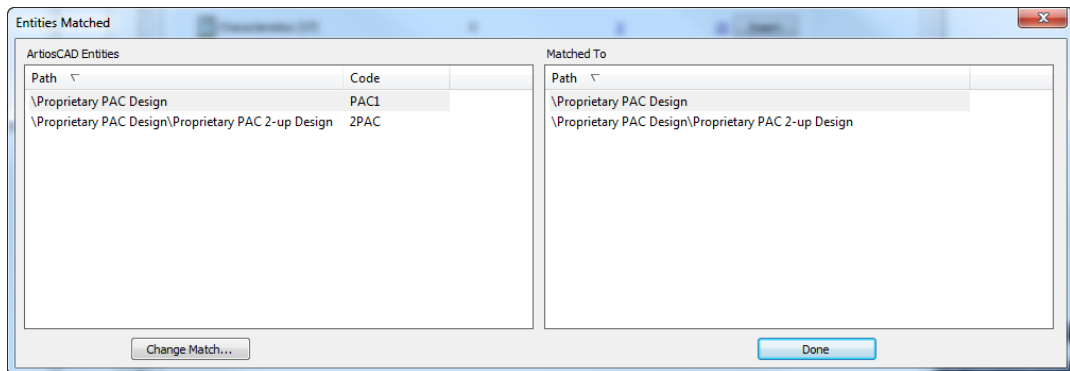 Entities Matched
ArtiosCAD Entities
Matched To
Path Code
Path
\Proprietary PAC Design PAC1
\Proprietary PAC Design
\Proprietary PAC Design\Proprietary PAC 2-up Design 2PAC
\Proprietary PAC Design\Proprietary PAC 2-up Design
Change Match...
Done